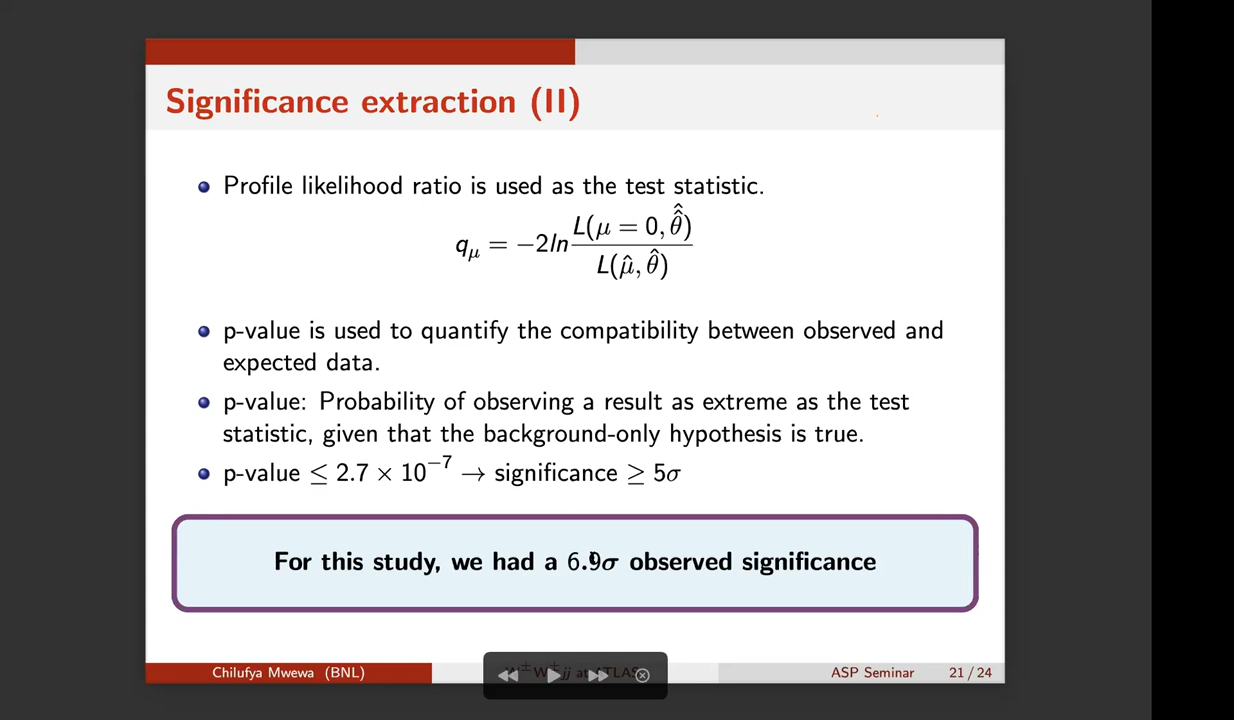 Significance extraction (II)
Profile likelihood ratio is used as the test statistic.
q_μ = −2ln L(μ = 0, θ̂̂) / L(μ̂, θ̂)
p-value is used to quantify the compatibility between observed and
expected data.
p-value: Probability of observing a result as extreme as the test
statistic, given that the background-only hypothesis is true.
p-value ≤ 2.7 × 10⁻⁷ → significance ≥ 5σ
For this study, we had a 6.9σ observed significance
Chilufya Mwewa (BNL) W±W±jj at ATLAS ASP Seminar 21 / 24